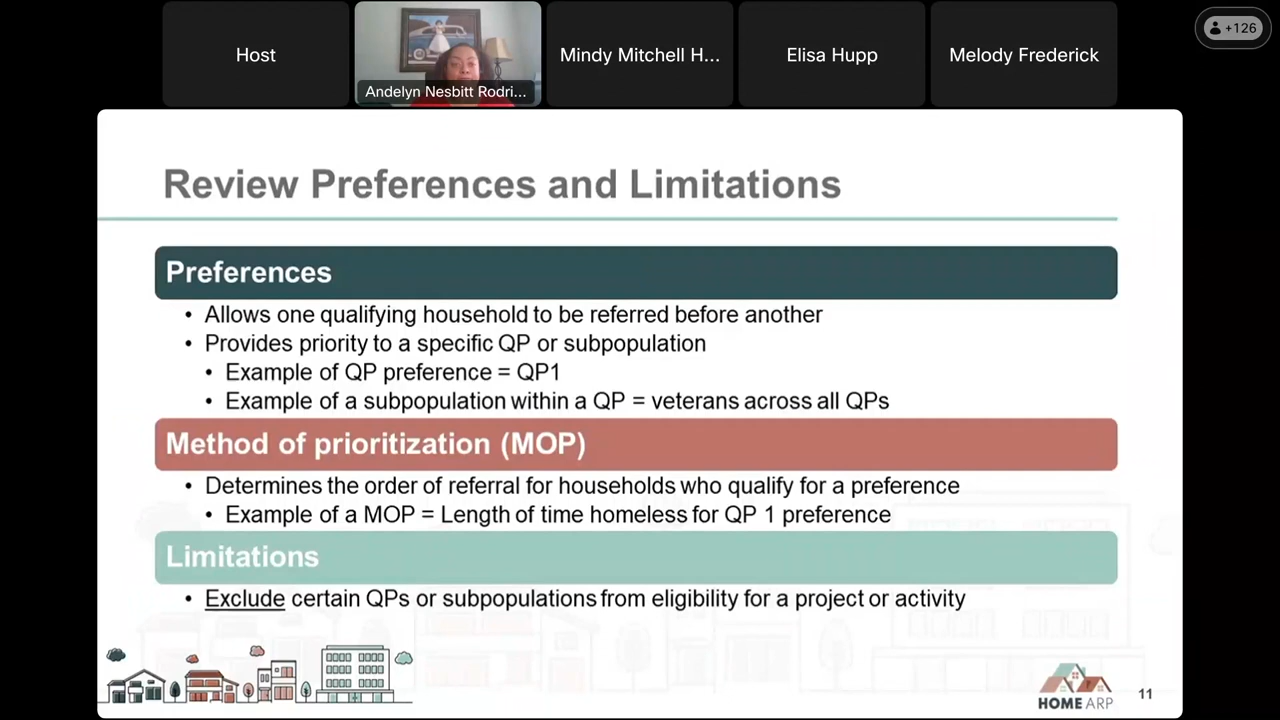 Host
Andelyn Nesbitt Rodri...
Mindy Mitchell H...
Elisa Hupp
Melody Frederick
+126
Review Preferences and Limitations
Preferences
• Allows one qualifying household to be referred before another
• Provides priority to a specific QP or subpopulation
• Example of QP preference = QP1
• Example of a subpopulation within a QP = veterans across all QPs
Method of prioritization (MOP)
• Determines the order of referral for households who qualify for a preference
• Example of a MOP = Length of time homeless for QP 1 preference
Limitations
• Exclude certain QPs or subpopulations from eligibility for a project or activity
HOME ARP
11